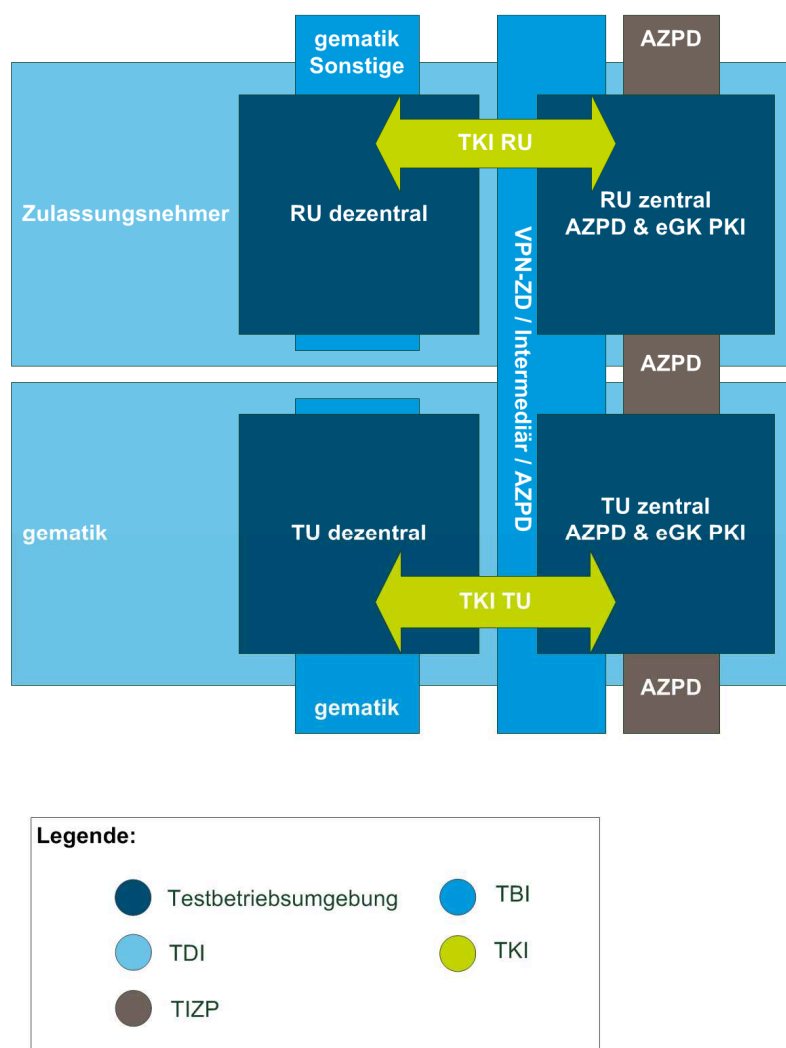 gematik
Sonstige
AZPD
TKI RU
Zulassungsnehmer
RU dezentral
RU zentral
AZPD & eGK PKI
VPN-ZD / Intermediär / AZPD
AZPD
gematik
TU dezentral
TU zentral
AZPD & eGK PKI
TKI TU
gematik
AZPD
Legende:
Testbetriebsumgebung
TBI
TDI
TKI
TIZP